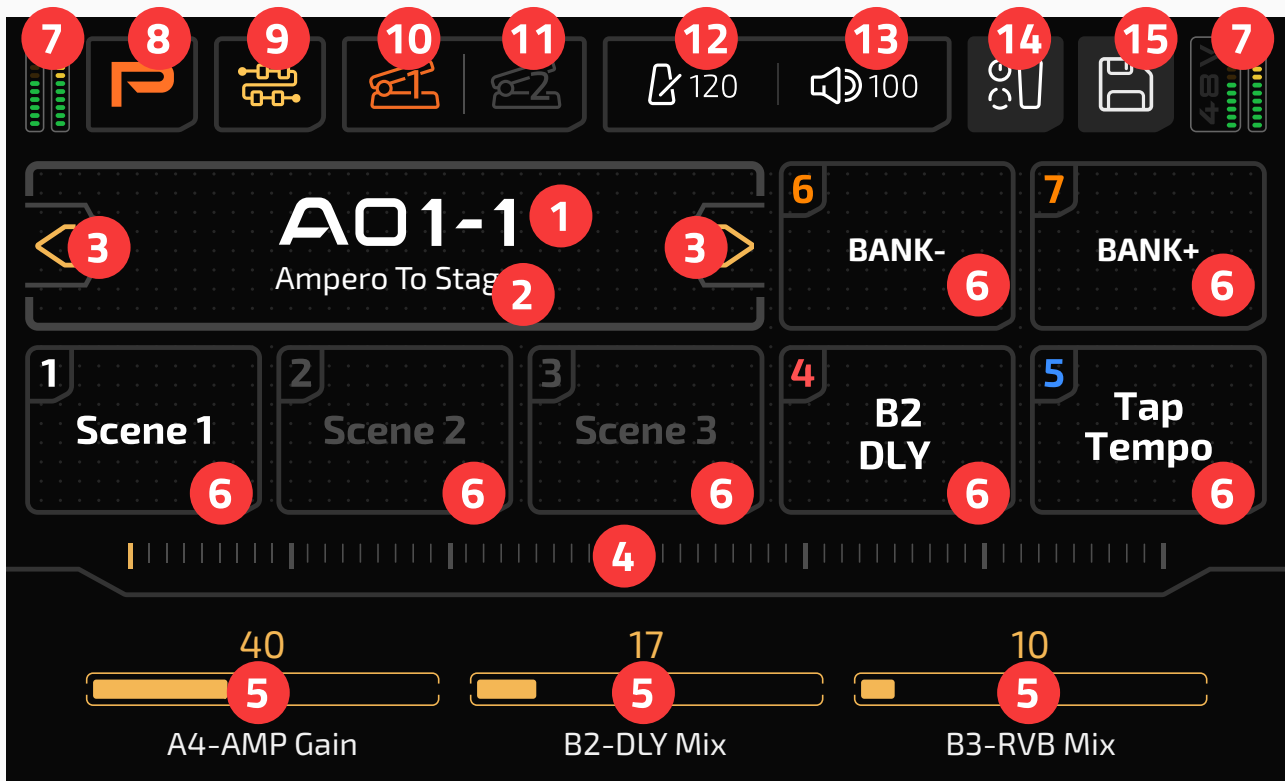 7 8 9 10 11 12 13 14 15 7
1 2 120 100 48V
A01-1 1
3 3
Ampero To Stag 2
6 BANK- 6
7 BANK+ 6
1 Scene 1 6
2 Scene 2 6
3 Scene 3 6
4 B2
DLY 6
5 Tap
Tempo 6
4
40 17 10
5 5 5
A4-AMP Gain B2-DLY Mix B3-RVB Mix